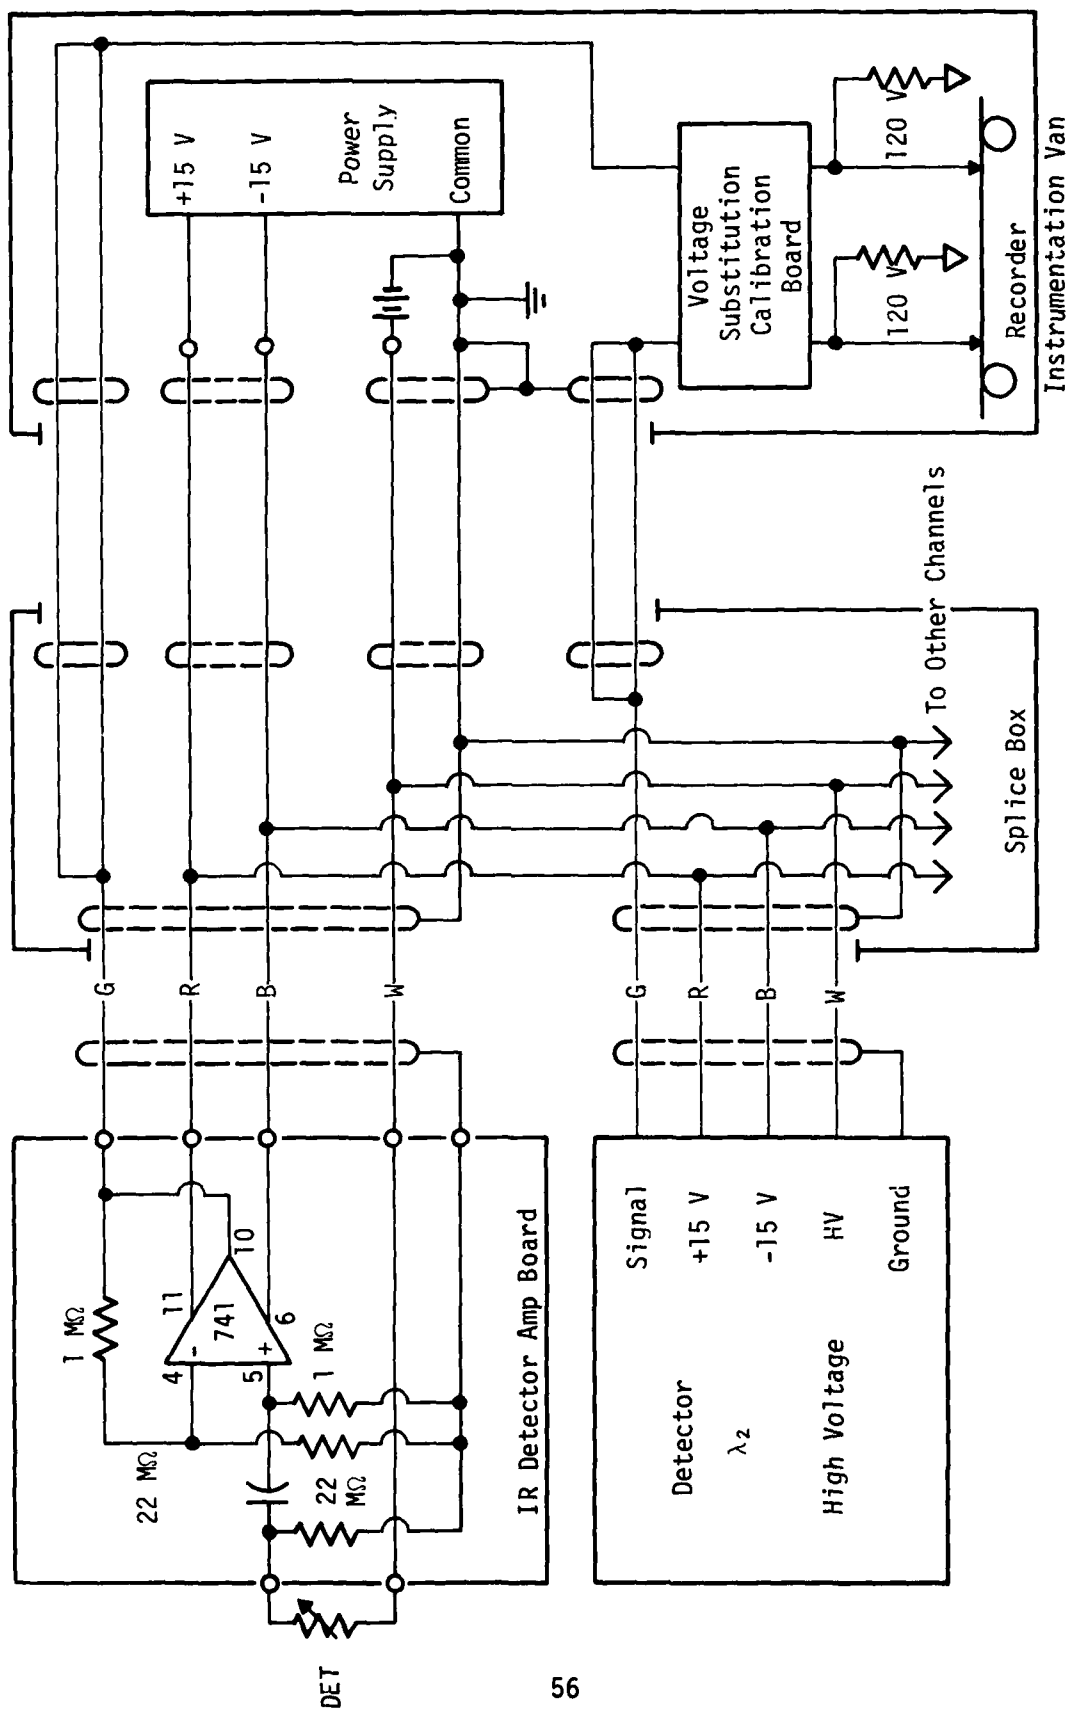 +15 V
-15 V
Power
Supply
Common
Voltage
Substitution
Calibration
Board
120 V
120 V
Recorder
Instrumentation Van
To Other Channels
Splice Box
G
R
B
W
G
R
B
W
1 MΩ
11
10
4
-
741
5
+
6
1 MΩ
22 MΩ
22
MΩ
IR Detector Amp Board
DET
Signal
+15 V
-15 V
HV
Ground
Detector
λ2
High Voltage
56